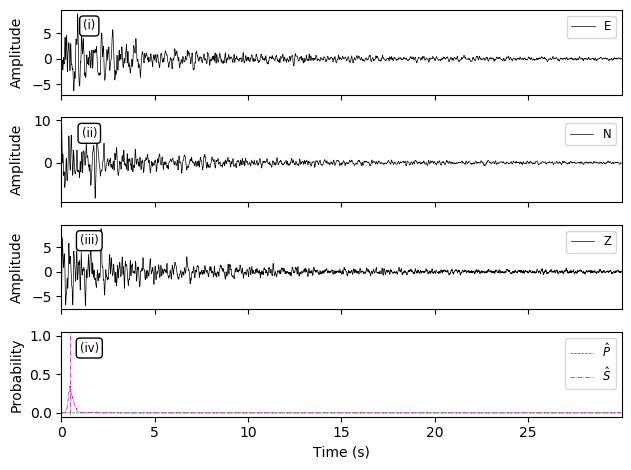 Amplitude
5
0
−5
(i)
E
Amplitude
10
0
(ii)
N
Amplitude
5
0
−5
(iii)
Z
Probability
1.0
0.5
0.0
(iv)
P̂
Ŝ
0 5 10 15 20 25
Time (s)